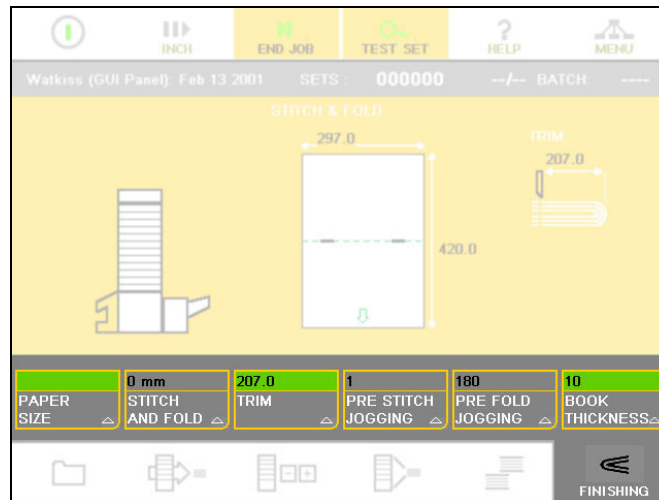 INCH
END JOB
TEST SET
HELP
MENU
Watkiss (GUI Panel): Feb 13 2001 SETS : 000000 --/-- BATCH: ----
STITCH & FOLD
297.0
TRIM
207.0
420.0
0 mm
207.0
1
180
10
PAPER
SIZE
STITCH
AND FOLD
TRIM
PRE STITCH
JOGGING
PRE FOLD
JOGGING
BOOK
THICKNESS
FINISHING